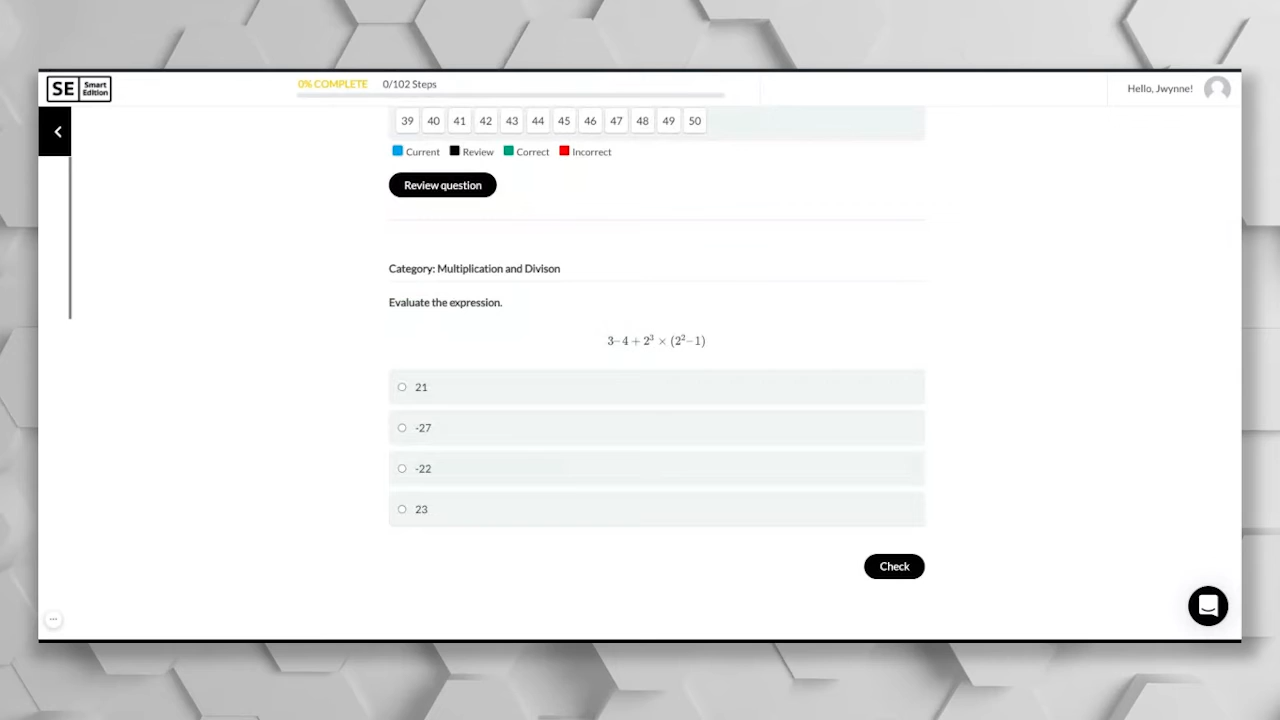 SE Smart Edition
0% COMPLETE 0/102 Steps
Hello, Jwynne!
39 40 41 42 43 44 45 46 47 48 49 50
Current Review Correct Incorrect
Review question
Category: Multiplication and Divison
Evaluate the expression.
3–4 + 2³ × (2²–1)
21
-27
-22
23
Check